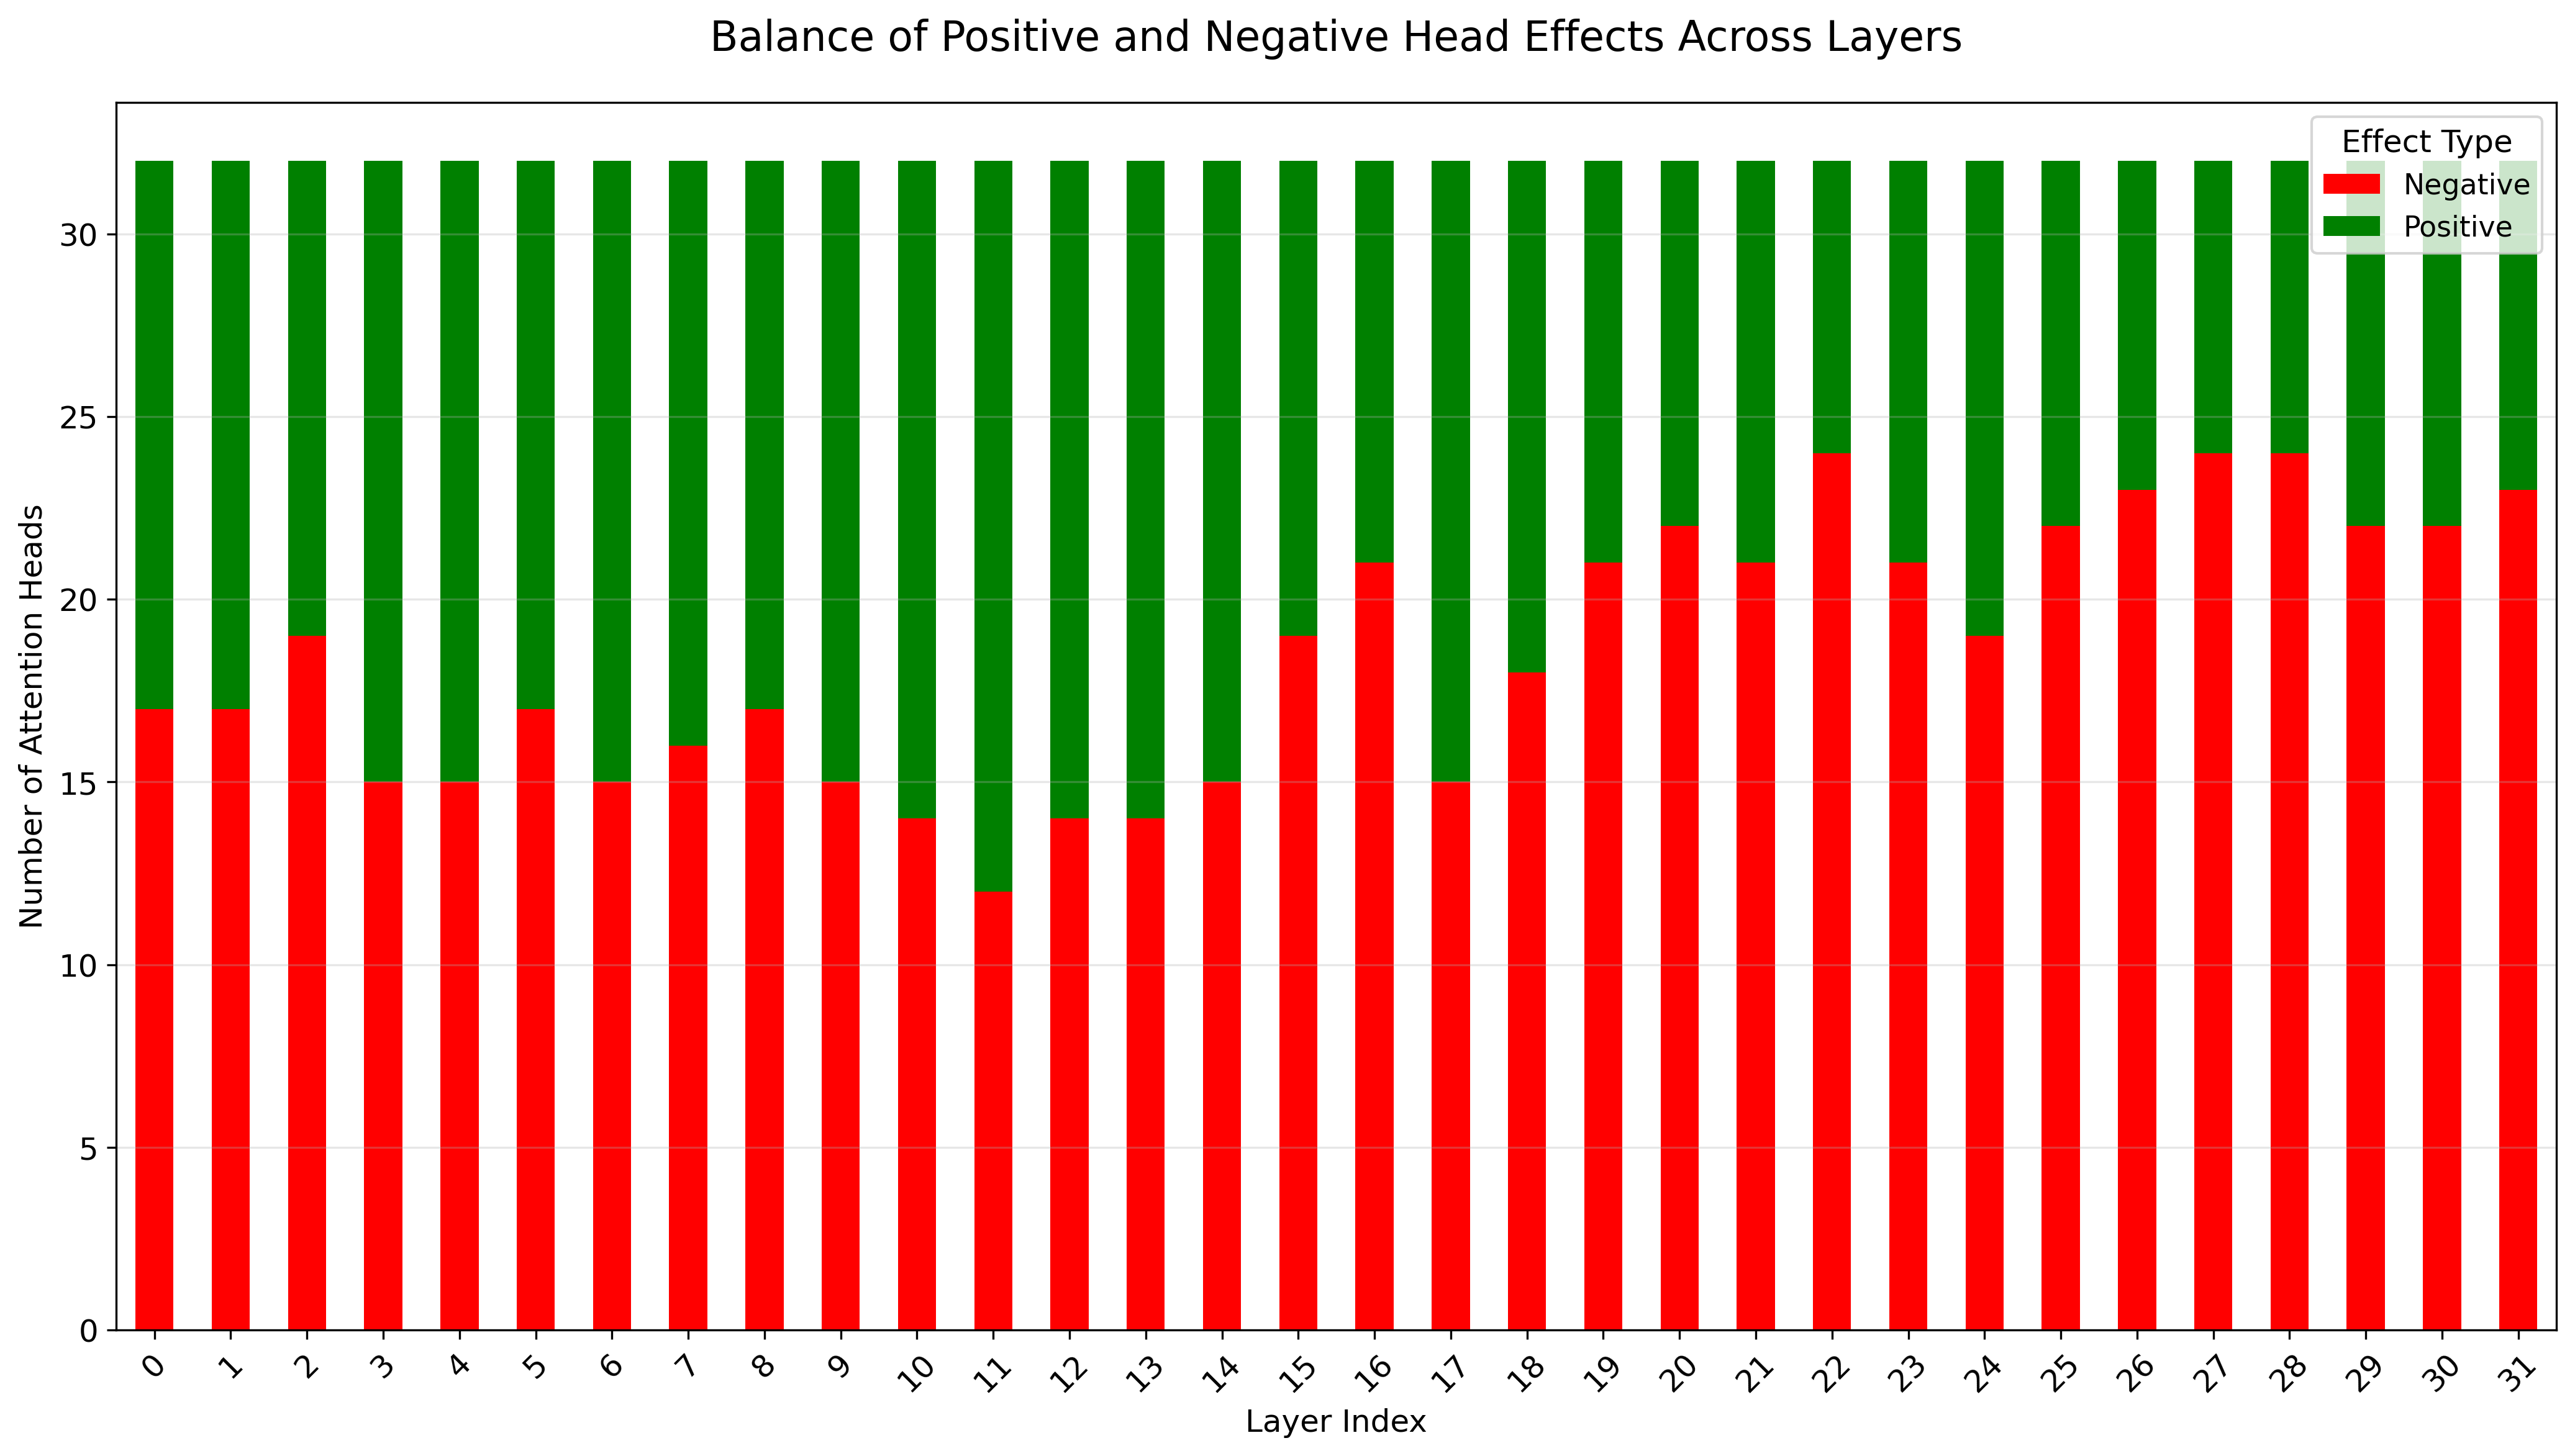 Balance of Positive and Negative Head Effects Across Layers
Effect Type
Negative
Positive
Number of Attention Heads
30
25
20
15
10
5
0
0 1 2 3 4 5 6 7 8 9 10 11 12 13 14 15 16 17 18 19 20 21 22 23 24 25 26 27 28 29 30 31
Layer Index